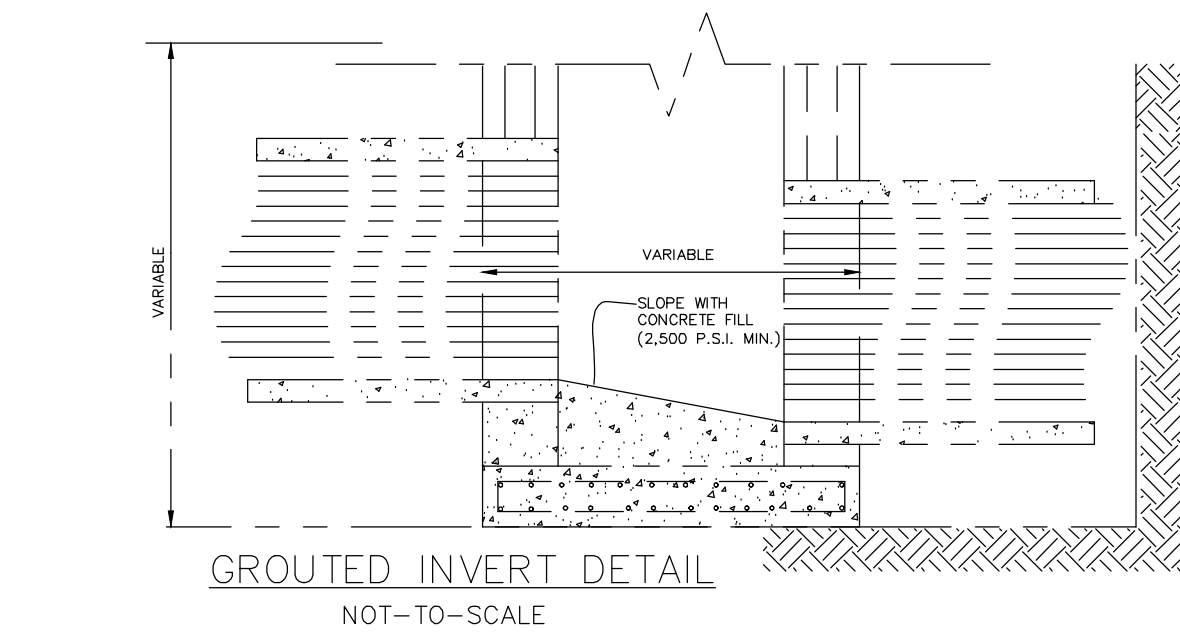 VARIABLE
VARIABLE
SLOPE WITH
CONCRETE FILL
(2,500 P.S.I. MIN.)
GROUTED INVERT DETAIL
NOT-TO-SCALE